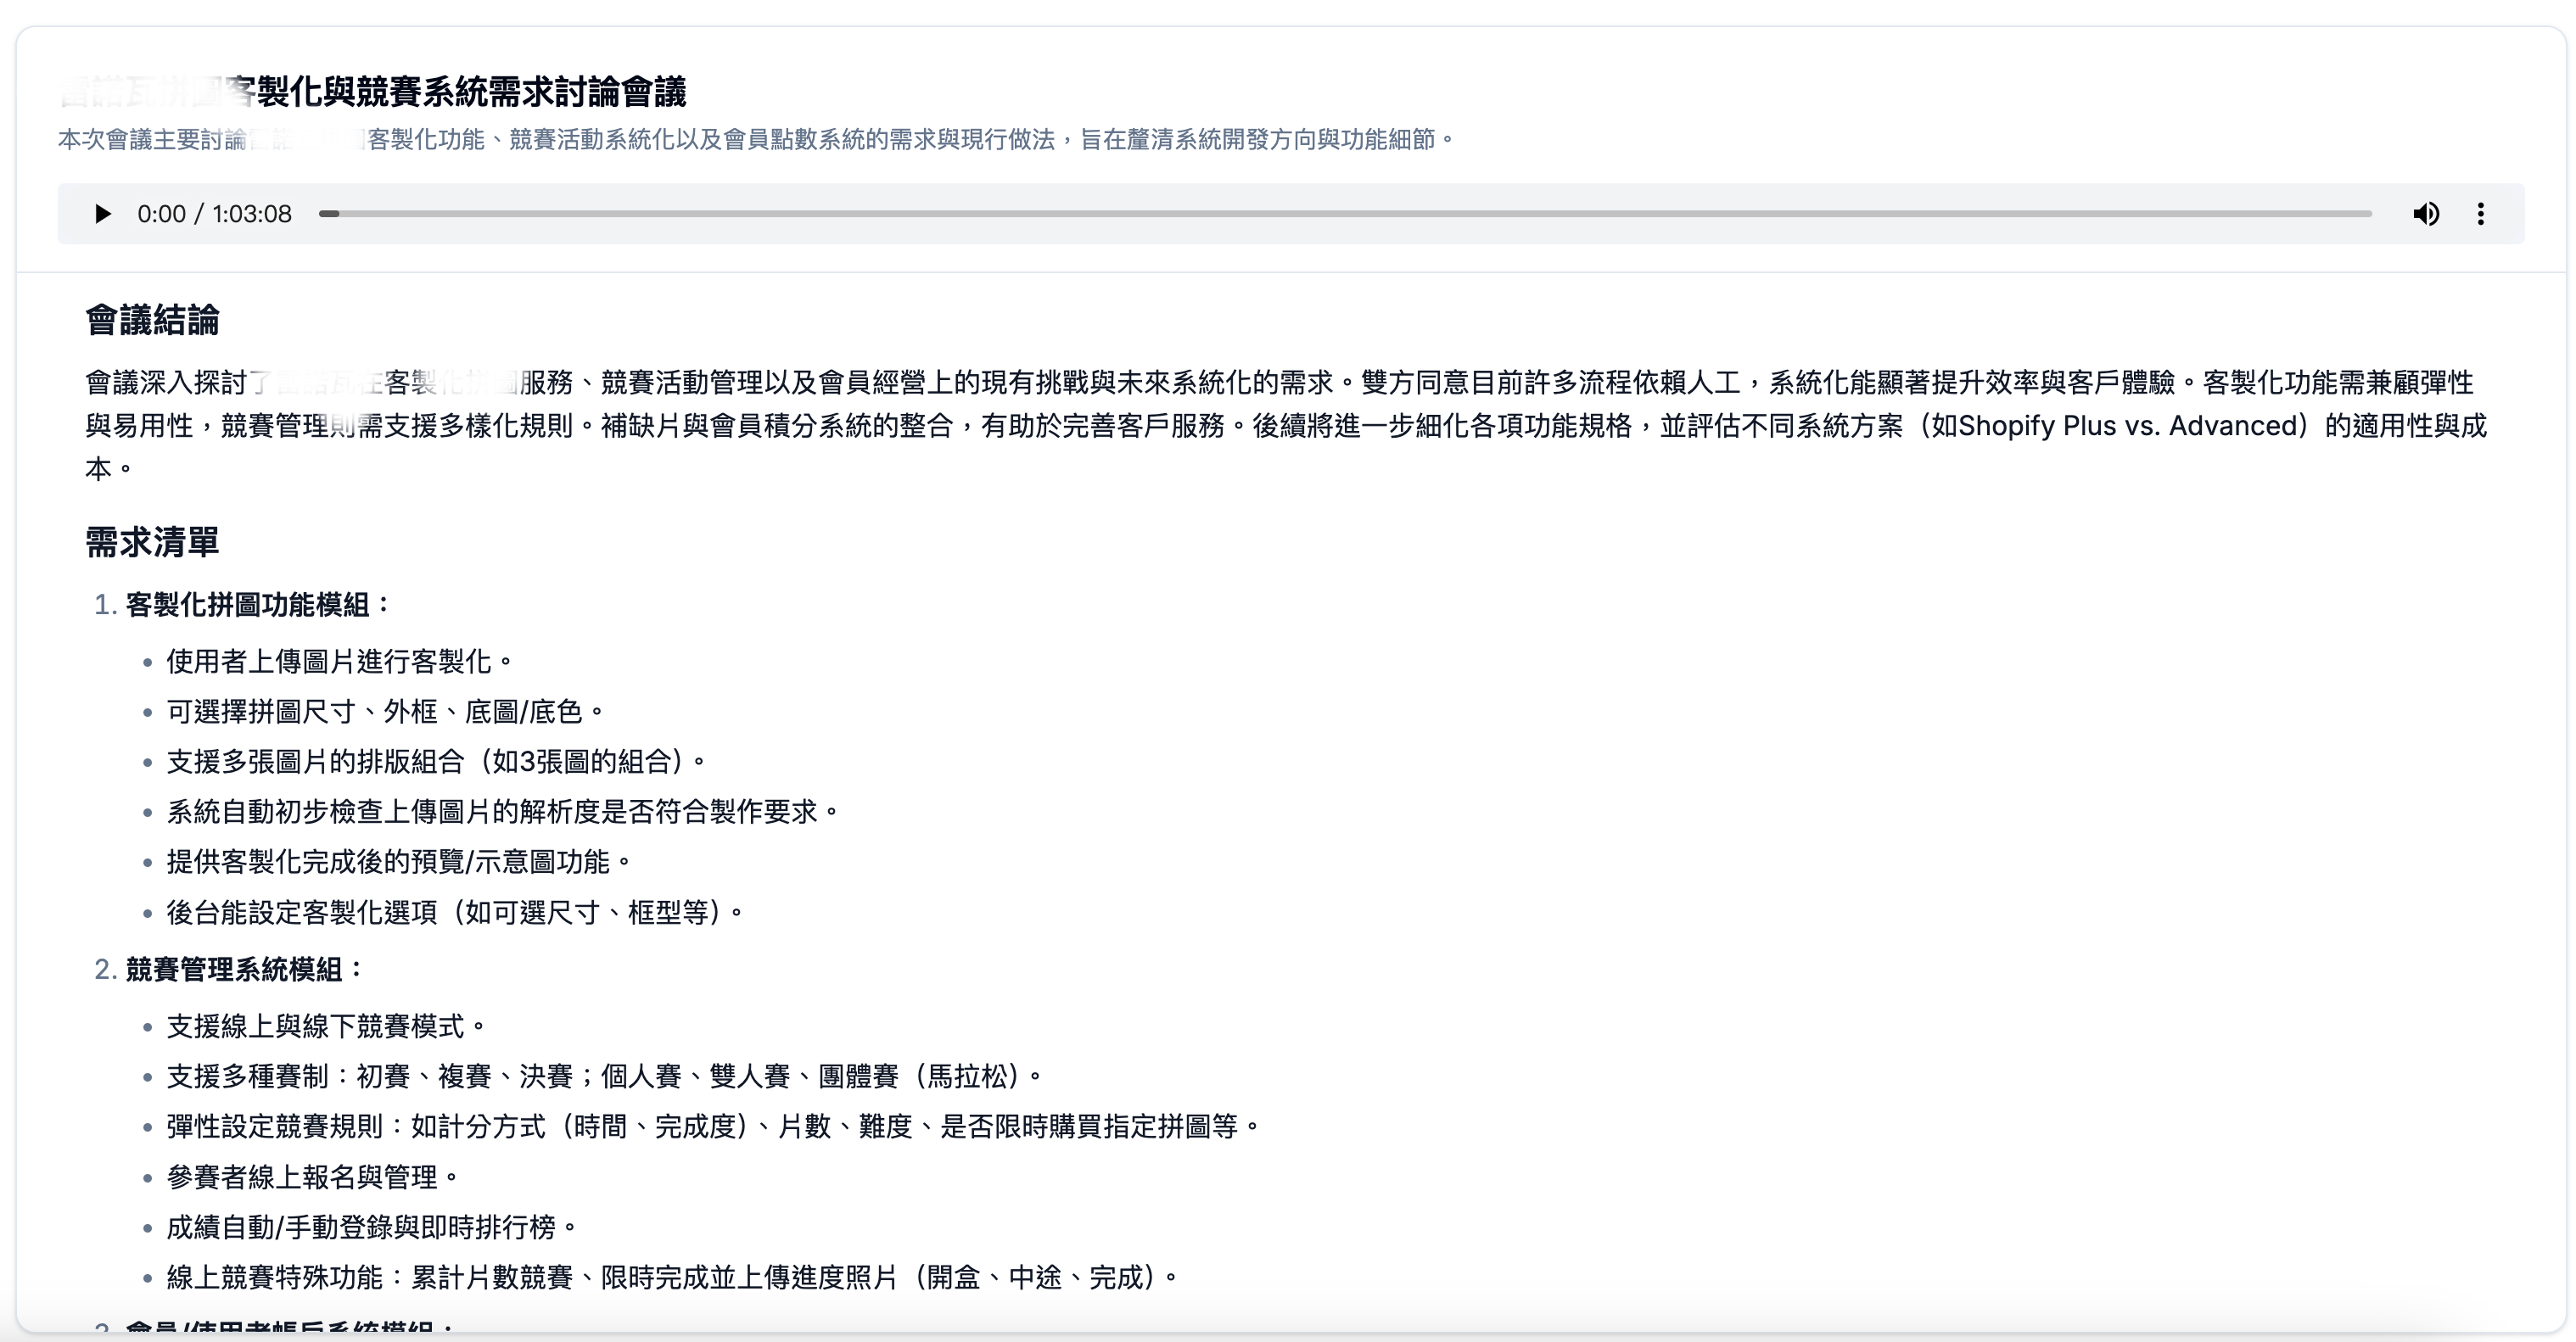 客製化與競賽系統需求討論會議
本次會議主要討論 客製化功能、競賽活動系統化以及會員點數系統的需求與現行做法，旨在釐清系統開發方向與功能細節。
0:00 / 1:03:08
會議結論
會議深入探討了 在客製化拼圖服務、競賽活動管理以及會員經營上的現有挑戰與未來系統化的需求。雙方同意目前許多流程依賴人工，系統化能顯著提升效率與客戶體驗。客製化功能需兼顧彈性
與易用性，競賽管理則需支援多樣化規則。補缺片與會員積分系統的整合，有助於完善客戶服務。後續將進一步細化各項功能規格，並評估不同系統方案（如Shopify Plus vs. Advanced）的適用性與成
本。
需求清單
1. 客製化拼圖功能模組：
• 使用者上傳圖片進行客製化。
• 可選擇拼圖尺寸、外框、底圖/底色。
• 支援多張圖片的排版組合（如3張圖的組合）。
• 系統自動初步檢查上傳圖片的解析度是否符合製作要求。
• 提供客製化完成後的預覽/示意圖功能。
• 後台能設定客製化選項（如可選尺寸、框型等）。
2. 競賽管理系統模組：
• 支援線上與線下競賽模式。
• 支援多種賽制：初賽、複賽、決賽；個人賽、雙人賽、團體賽（馬拉松）。
• 彈性設定競賽規則：如計分方式（時間、完成度）、片數、難度、是否限時購買指定拼圖等。
• 參賽者線上報名與管理。
• 成績自動/手動登錄與即時排行榜。
• 線上競賽特殊功能：累計片數競賽、限時完成並上傳進度照片（開盒、中途、完成）。
3. 會員/使用者帳戶系統模組：